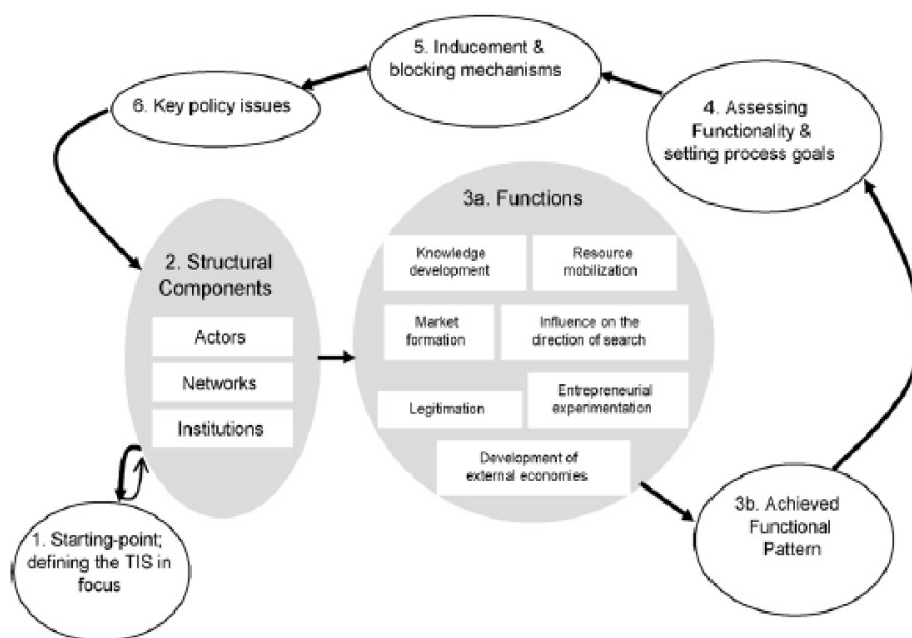 5. Inducement &
blocking mechanisms
6. Key policy issues
4. Assessing
Functionality &
setting process goals
3a. Functions
Knowledge
development
Resource
mobilization
2. Structural
Components
Market
formation
Influence on the
direction of search
Actors
Networks
Institutions
Legitimation
Entrepreneurial
experimentation
Development of
external economies
1. Starting-point;
defining the TIS in
focus
3b. Achieved
Functional
Pattern